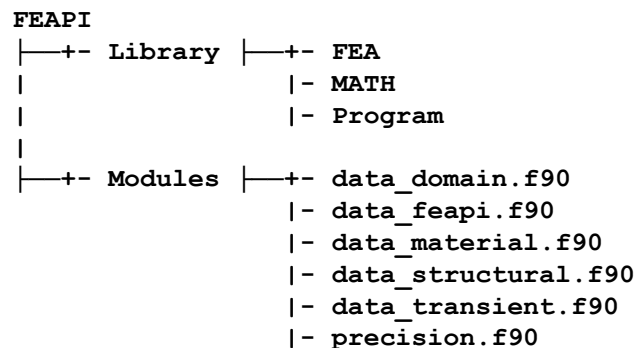 FEAPI
├──+- Library ├──+- FEA
|                |- MATH
|                |- Program
|
├──+- Modules ├──+- data_domain.f90
                 |- data_feapi.f90
                 |- data_material.f90
                 |- data_structural.f90
                 |- data_transient.f90
                 |- precision.f90